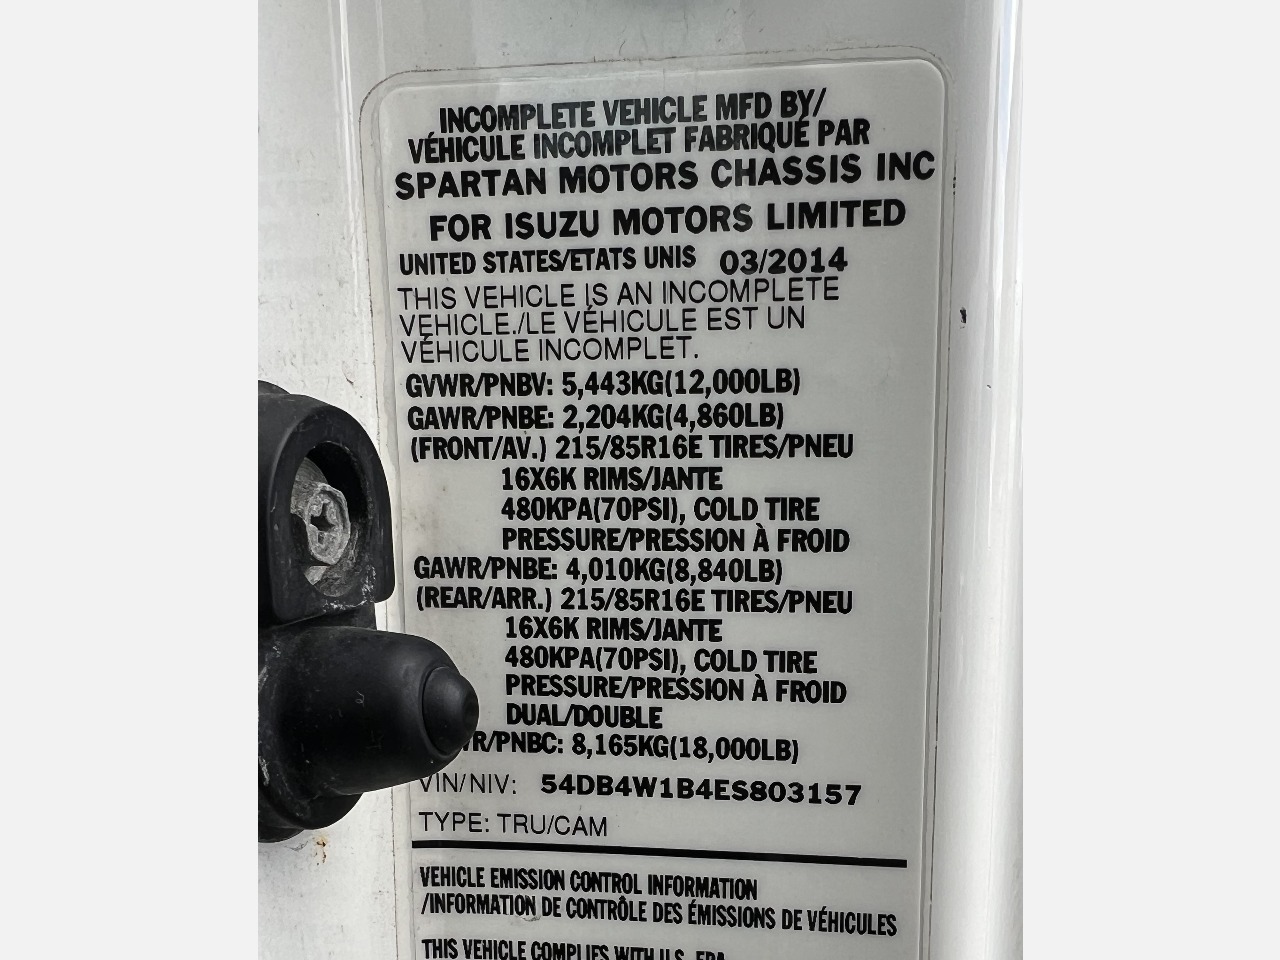 INCOMPLETE VEHICLE MFD BY/
VÉHICULE INCOMPLET FABRIQUÉ PAR
SPARTAN MOTORS CHASSIS INC
FOR ISUZU MOTORS LIMITED
UNITED STATES/ETATS UNIS 03/2014
THIS VEHICLE IS AN INCOMPLETE
VEHICLE./LE VÉHICULE EST UN
VÉHICULE INCOMPLET.
GVWR/PNBV: 5,443KG(12,000LB)
GAWR/PNBE: 2,204KG(4,860LB)
(FRONT/AV.) 215/85R16E TIRES/PNEU
16X6K RIMS/JANTE
480KPA(70PSI), COLD TIRE
PRESSURE/PRESSION À FROID
GAWR/PNBE: 4,010KG(8,840LB)
(REAR/ARR.) 215/85R16E TIRES/PNEU
16X6K RIMS/JANTE
480KPA(70PSI), COLD TIRE
PRESSURE/PRESSION À FROID
DUAL/DOUBLE
R/PNBC: 8,165KG(18,000LB)
VIN/NIV: 54DB4W1B4ES803157
TYPE: TRU/CAM
VEHICLE EMISSION CONTROL INFORMATION
/INFORMATION DE CONTRÔLE DES ÉMISSIONS DE VÉHICULES
THIS VEHICLE COMPLIES WITH U.S. EPA